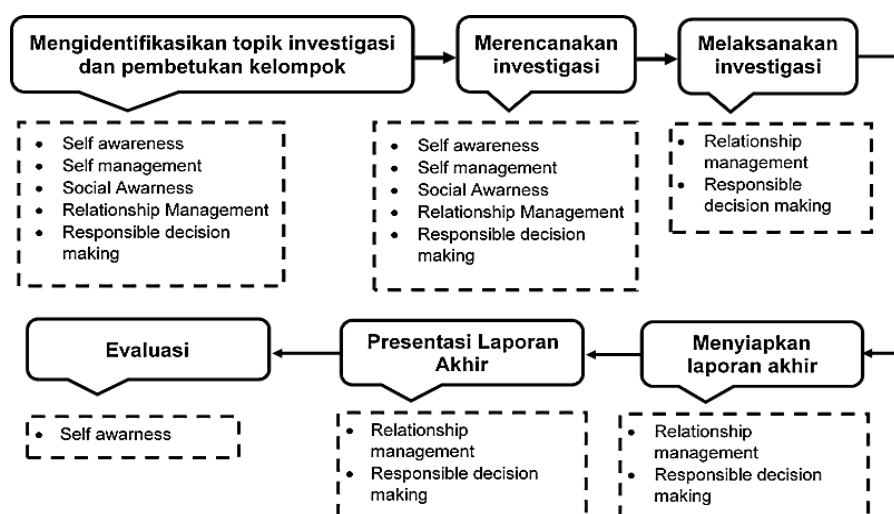 Mengidentifikasikan topik investigasi
dan pembetukan kelompok
Merencanakan
investigasi
Melaksanakan
investigasi
• Self awareness
• Self management
• Social Awarness
• Relationship Management
• Responsible decision
making
• Self awareness
• Self management
• Social Awarness
• Relationship Management
• Responsible decision
making
• Relationship
management
• Responsible
decision making
Menyiapkan
laporan akhir
Presentasi Laporan
Akhir
Evaluasi
• Relationship
management
• Responsible decision
making
• Relationship
management
• Responsible decision
making
• Self awarness